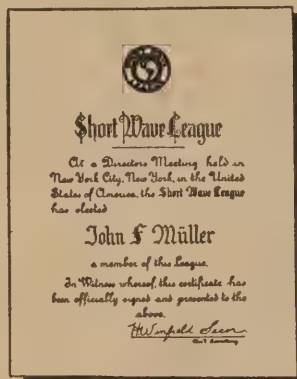 Short Wave League
At a Directors Meeting held in
New York City, New York, in the United
States of America, the Short Wave League
has elected
John F Müller
a member of this League.
In Witness whereof, this certificate has
been officially signed and presented to the
above.
H Winfield Secor